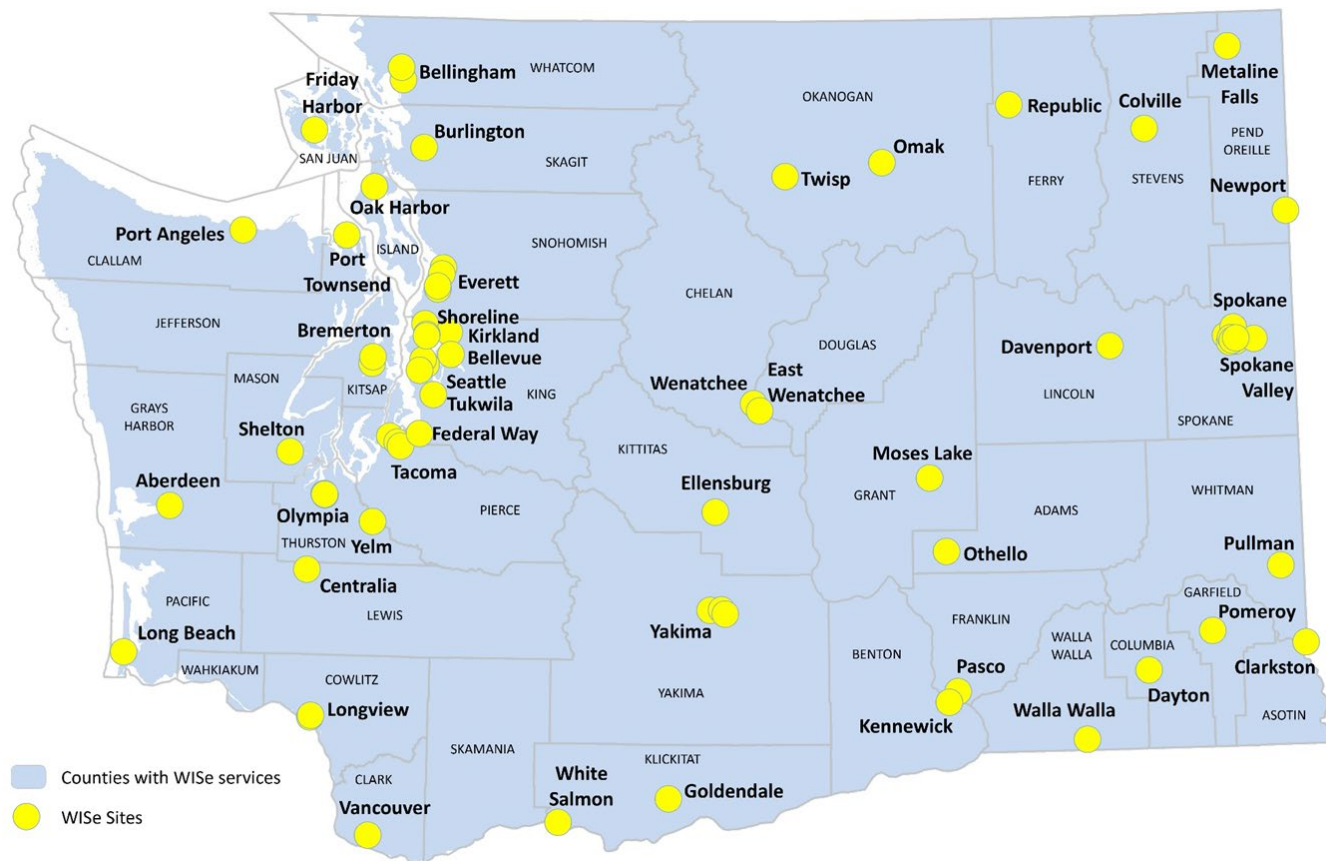 Bellingham
WHATCOM
Friday
Harbor
SAN JUAN
Burlington
SKAGIT
Oak Harbor
Port Angeles
CLALLAM
Port
Townsend
ISLAND
SNOHOMISH
Everett
JEFFERSON
Bremerton
Shoreline
Kirkland
Bellevue
Seattle
Tukwila
KING
MASON
KITSAP
GRAYS
HARBOR
Shelton
Federal Way
Tacoma
Aberdeen
Olympia
THURSTON
Yelm
PIERCE
Centralia
LEWIS
PACIFIC
Long Beach
WAHKIAKUM
COWLITZ
Longview
SKAMANIA
CLARK
Vancouver
OKANOGAN
Omak
Twisp
Republic
FERRY
Colville
STEVENS
Metaline
Falls
PEND
OREILLE
Newport
CHELAN
DOUGLAS
Wenatchee
East
Wenatchee
Davenport
LINCOLN
Spokane
Spokane
Valley
SPOKANE
KITTITAS
Ellensburg
Moses Lake
GRANT
ADAMS
Othello
WHITMAN
Pullman
Yakima
YAKIMA
BENTON
FRANKLIN
WALLA
WALLA
COLUMBIA
GARFIELD
Pomeroy
Clarkston
Pasco
Kennewick
Walla Walla
Dayton
ASOTIN
KLICKITAT
White
Salmon
Goldendale
Counties with WISe services
WISe Sites